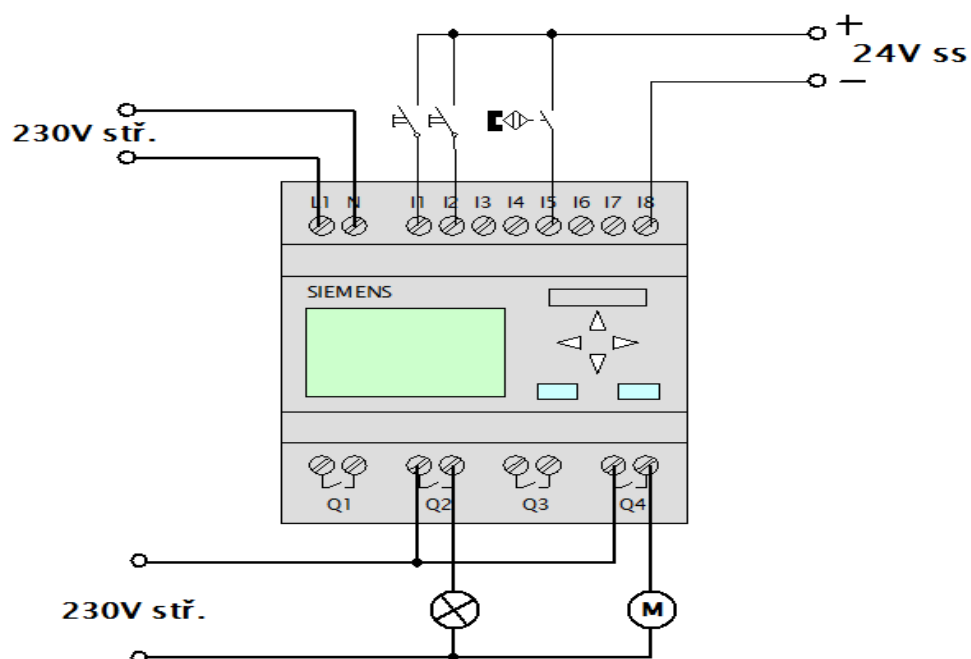 +
24V ss
−
230V stř.
L1 N I1 I2 I3 I4 I5 I6 I7 I8
SIEMENS
Q1 Q2 Q3 Q4
230V stř.
M